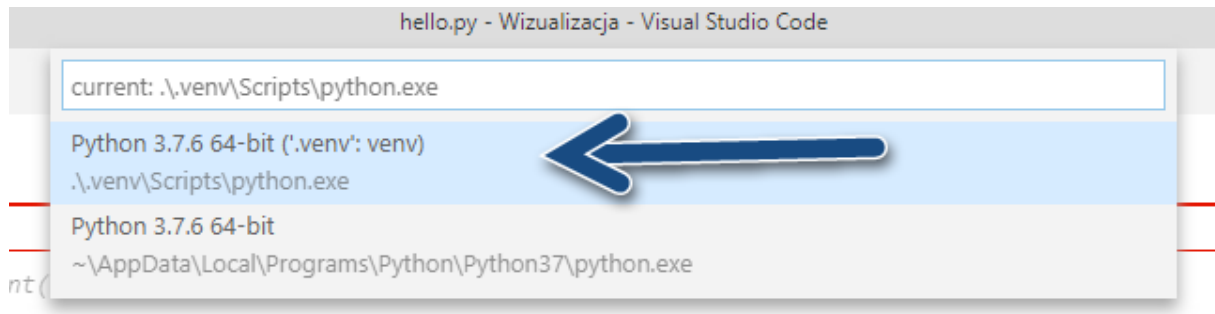 hello.py - Wizualizacja - Visual Studio Code
current: .\.venv\Scripts\python.exe
Python 3.7.6 64-bit ('.venv': venv)
.\.venv\Scripts\python.exe
Python 3.7.6 64-bit
~\AppData\Local\Programs\Python\Python37\python.exe
nt(